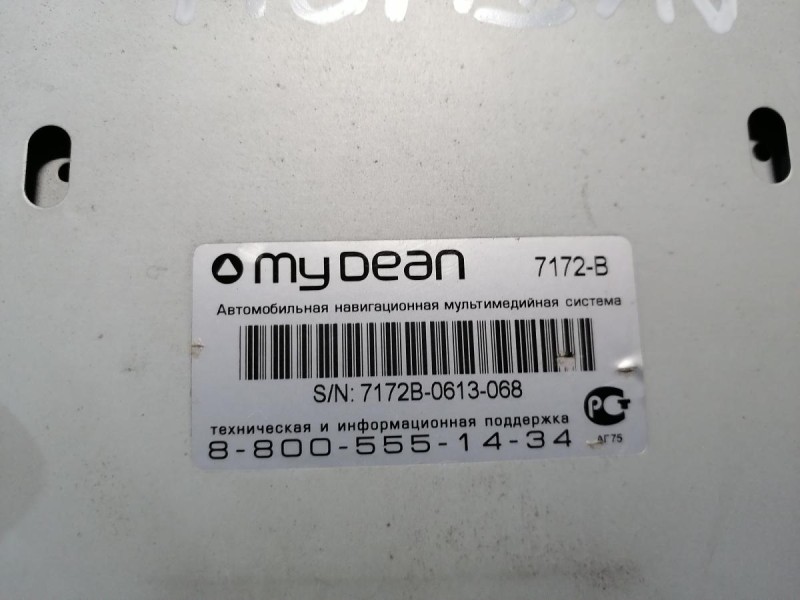 my Dean 7172-B
Автомобильная навигационная мультимедийная система
S/N: 7172B-0613-068
техническая и информационная поддержка
8-800-555-14-34
РСТ
АГ75